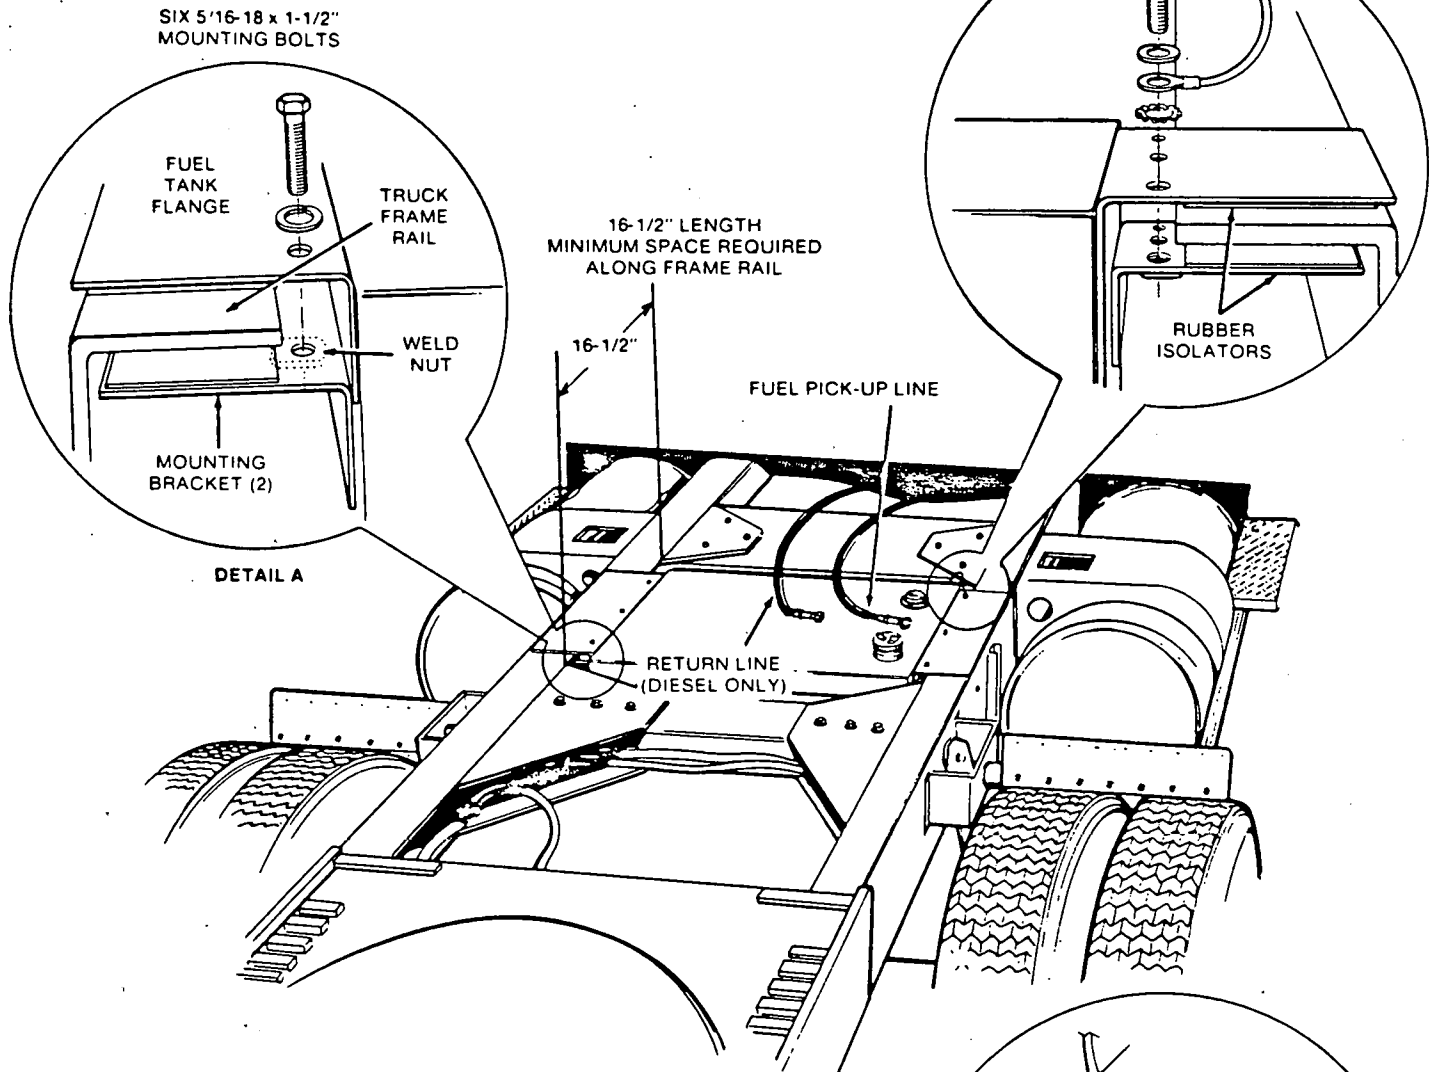 SIX 5'16-18 x 1-1/2"
MOUNTING BOLTS
FUEL
TANK
FLANGE
TRUCK
FRAME
RAIL
WELD
NUT
MOUNTING
BRACKET (2)
DETAIL A
16-1/2" LENGTH
MINIMUM SPACE REQUIRED
ALONG FRAME RAIL
16-1/2"
FUEL PICK-UP LINE
RUBBER
ISOLATORS
RETURN LINE
(DIESEL ONLY)